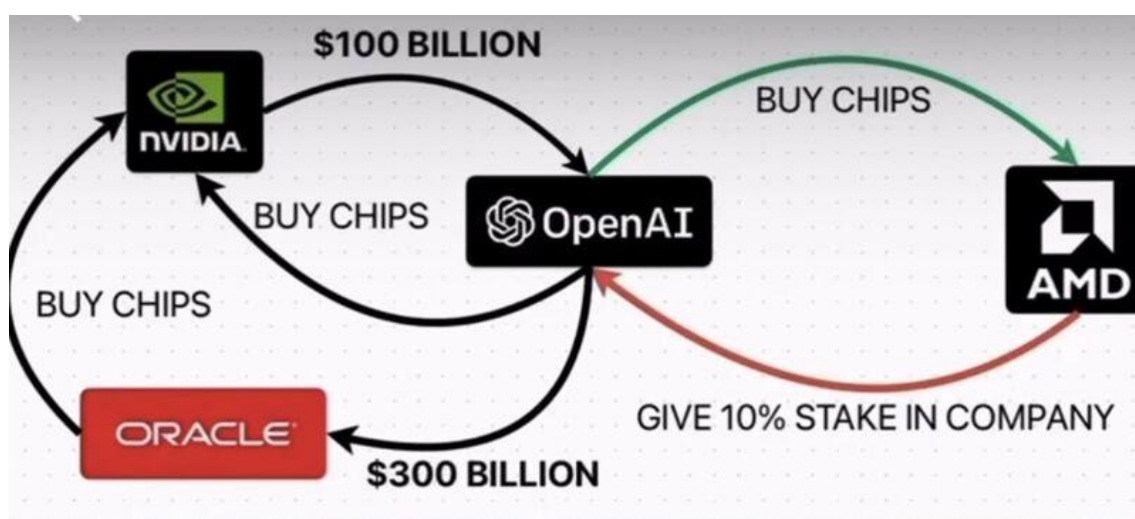 $100 BILLION
NVIDIA
BUY CHIPS
BUY CHIPS
OpenAI
AMD
BUY CHIPS
ORACLE
GIVE 10% STAKE IN COMPANY
$300 BILLION